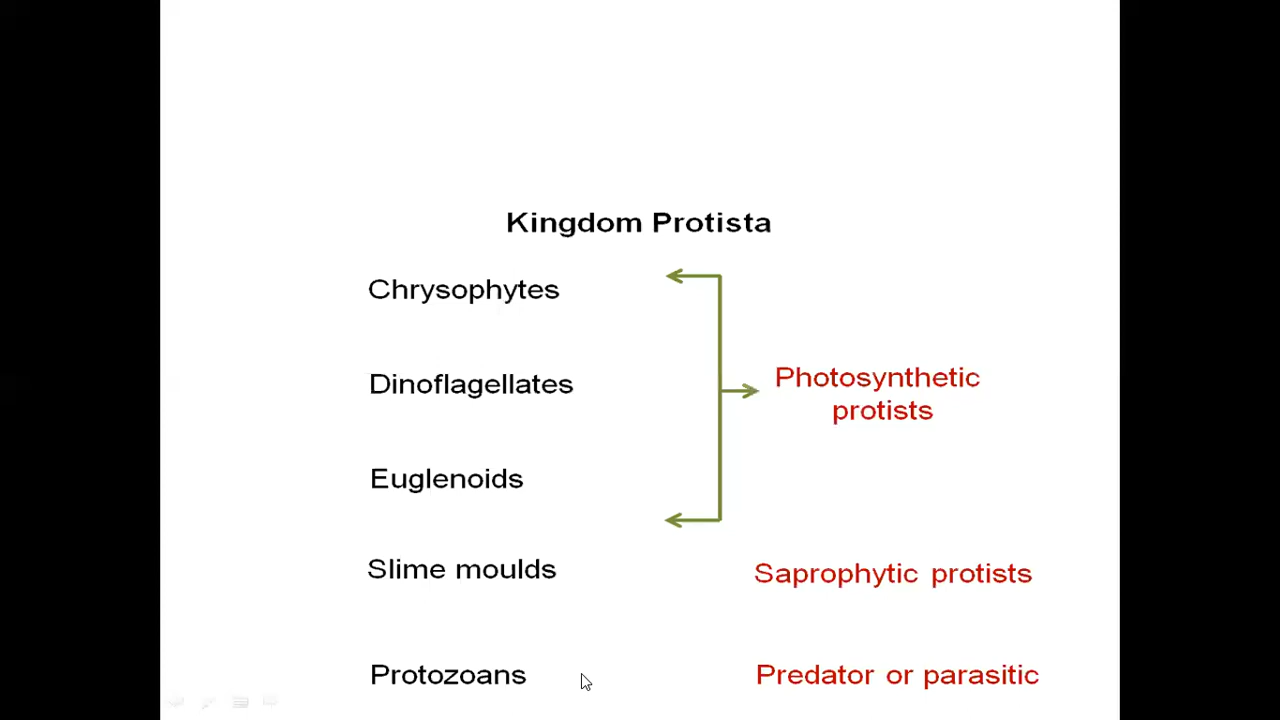 Kingdom Protista
Chrysophytes
Dinoflagellates
Photosynthetic
protists
Euglenoids
Slime moulds
Saprophytic protists
Protozoans
Predator or parasitic